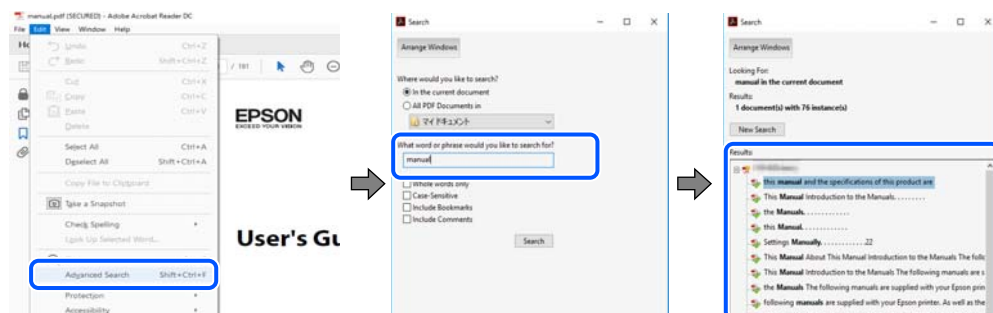 manual.pdf (SECURED) - Adobe Acrobat Reader DC
File Edit View Window Help
Undo Ctrl+Z
Redo Shift+Ctrl+Z
Cut Ctrl+X
Copy Ctrl+C
Paste Ctrl+V
Delete
Select All Ctrl+A
Deselect All Shift+Ctrl+A
Copy File to Clipboard
Take a Snapshot
Check Spelling
Look Up Selected Word...
Advanced Search Shift+Ctrl+F
Protection
Accessibility
/ 191
EPSON
EXCEED YOUR VISION
User's Gu
Search
Arrange Windows
Where would you like to search?
In the current document
All PDF Documents in
マイ ドキュメント
What word or phrase would you like to search for?
manual
Whole words only
Case-Sensitive
Include Bookmarks
Include Comments
Search
Search
Arrange Windows
Looking For:
manual in the current document
Results:
1 document(s) with 76 instance(s)
New Search
Results:
this manual and the specifications of this product are
This Manual Introduction to the Manuals. . . . . . . . .
the Manuals. . . . . . . . . . . . .
this Manual. . . . . . . . . . . . .
Settings Manually. . . . . . . . . . . . .22
This Manual About This Manual Introduction to the Manuals The follo
This Manual Introduction to the Manuals The following manuals are s
the Manuals The following manuals are supplied with your Epson prin
following manuals are supplied with your Epson printer. As well as the